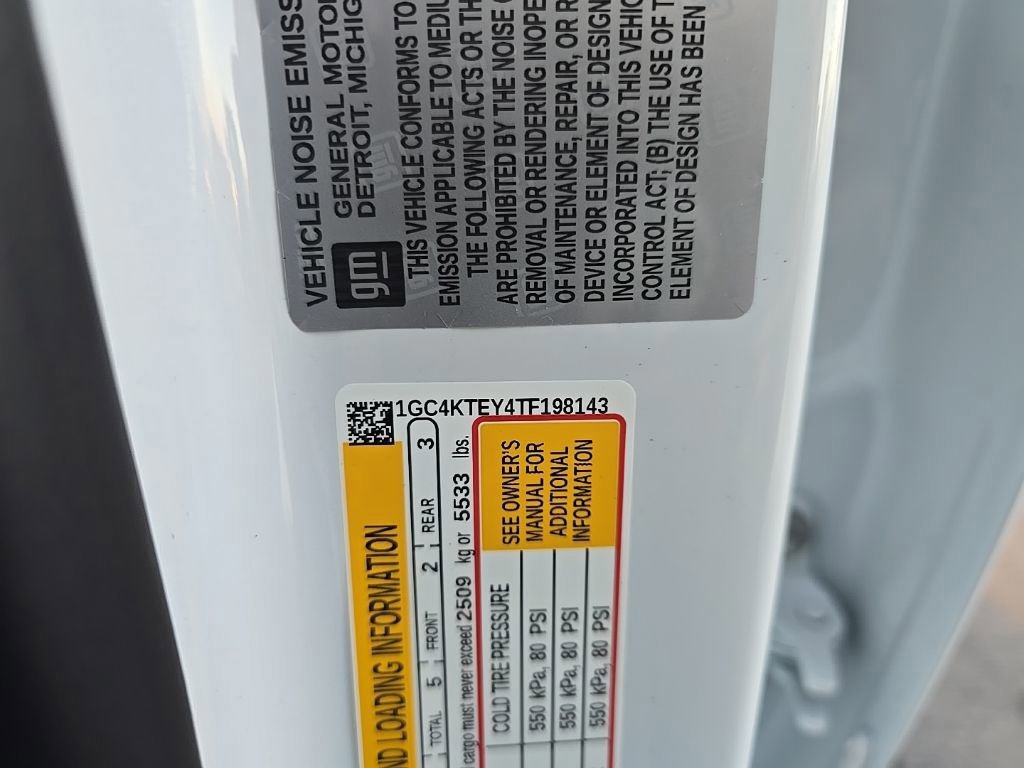 VEHICLE NOISE EMISS
GENERAL MOTOR
DETROIT, MICHIG
gm
THIS VEHICLE CONFORMS TO
EMISSION APPLICABLE TO MEDIU
THE FOLLOWING ACTS OR TH
ARE PROHIBITED BY THE NOISE
REMOVAL OR RENDERING INOPE
OF MAINTENANCE, REPAIR, OR R
DEVICE OR ELEMENT OF DESIGN
INCORPORATED INTO THIS VEHIC
CONTROL ACT; (B) THE USE OF T
ELEMENT OF DESIGN HAS BEEN
1GC4KTEY4TF198143
ND LOADING INFORMATION
TOTAL 5 FRONT 2 REAR 3
cargo must never exceed 2509 kg or 5533 lbs.
COLD TIRE PRESSURE
550 kPa, 80 PSI
550 kPa, 80 PSI
550 kPa, 80 PSI
SEE OWNER'S
MANUAL FOR
ADDITIONAL
INFORMATION